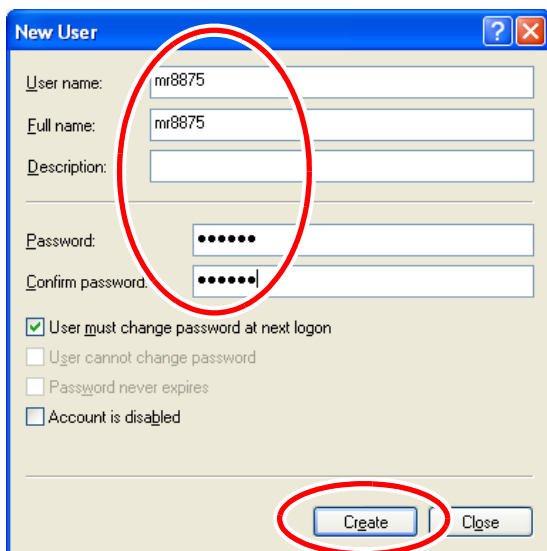 New User
User name: mr8875
Full name: mr8875
Description:
Password: ••••••
Confirm password: ••••••
User must change password at next logon
User cannot change password
Password never expires
Account is disabled
Create Close